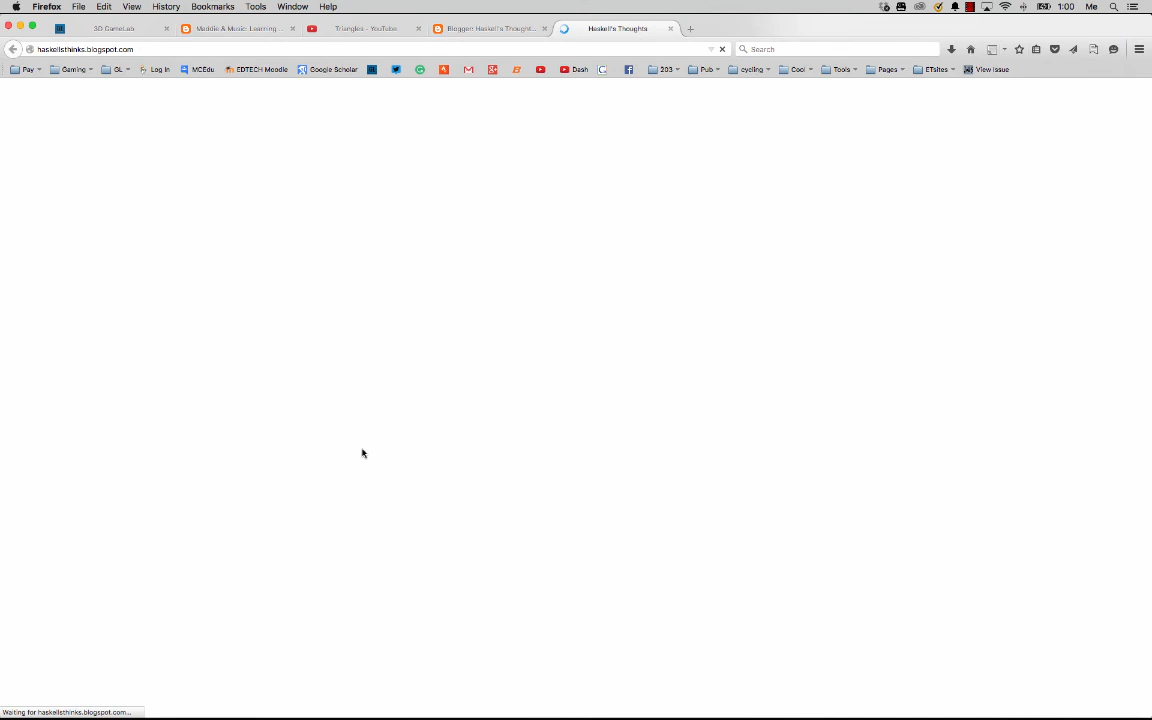 Firefox File Edit View History Bookmarks Tools Window Help 1:00 Me
3D GameLab Maddie & Music: Learning ... Triangles - YouTube Blogger: Haskell's Thought... Haskell's Thoughts
haskellsthinks.blogspot.com Search
Pay Gaming GL Log In MCEdu EDTECH Moodle Google Scholar Dash 203 Pub cycling Cool Tools Pages ETsites View Issue
Waiting for haskellsthinks.blogspot.com...